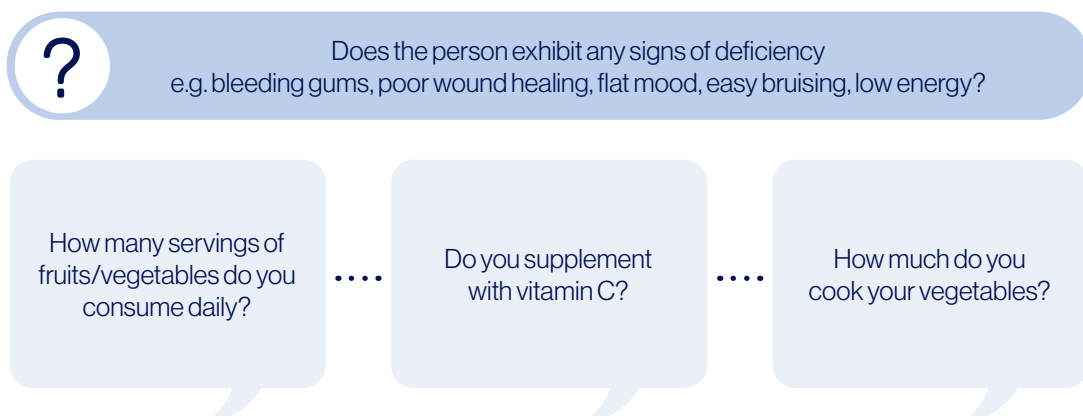 ?
Does the person exhibit any signs of deficiency
e.g. bleeding gums, poor wound healing, flat mood, easy bruising, low energy?
How many servings of
fruits/vegetables do you
consume daily?
Do you supplement
with vitamin C?
How much do you
cook your vegetables?